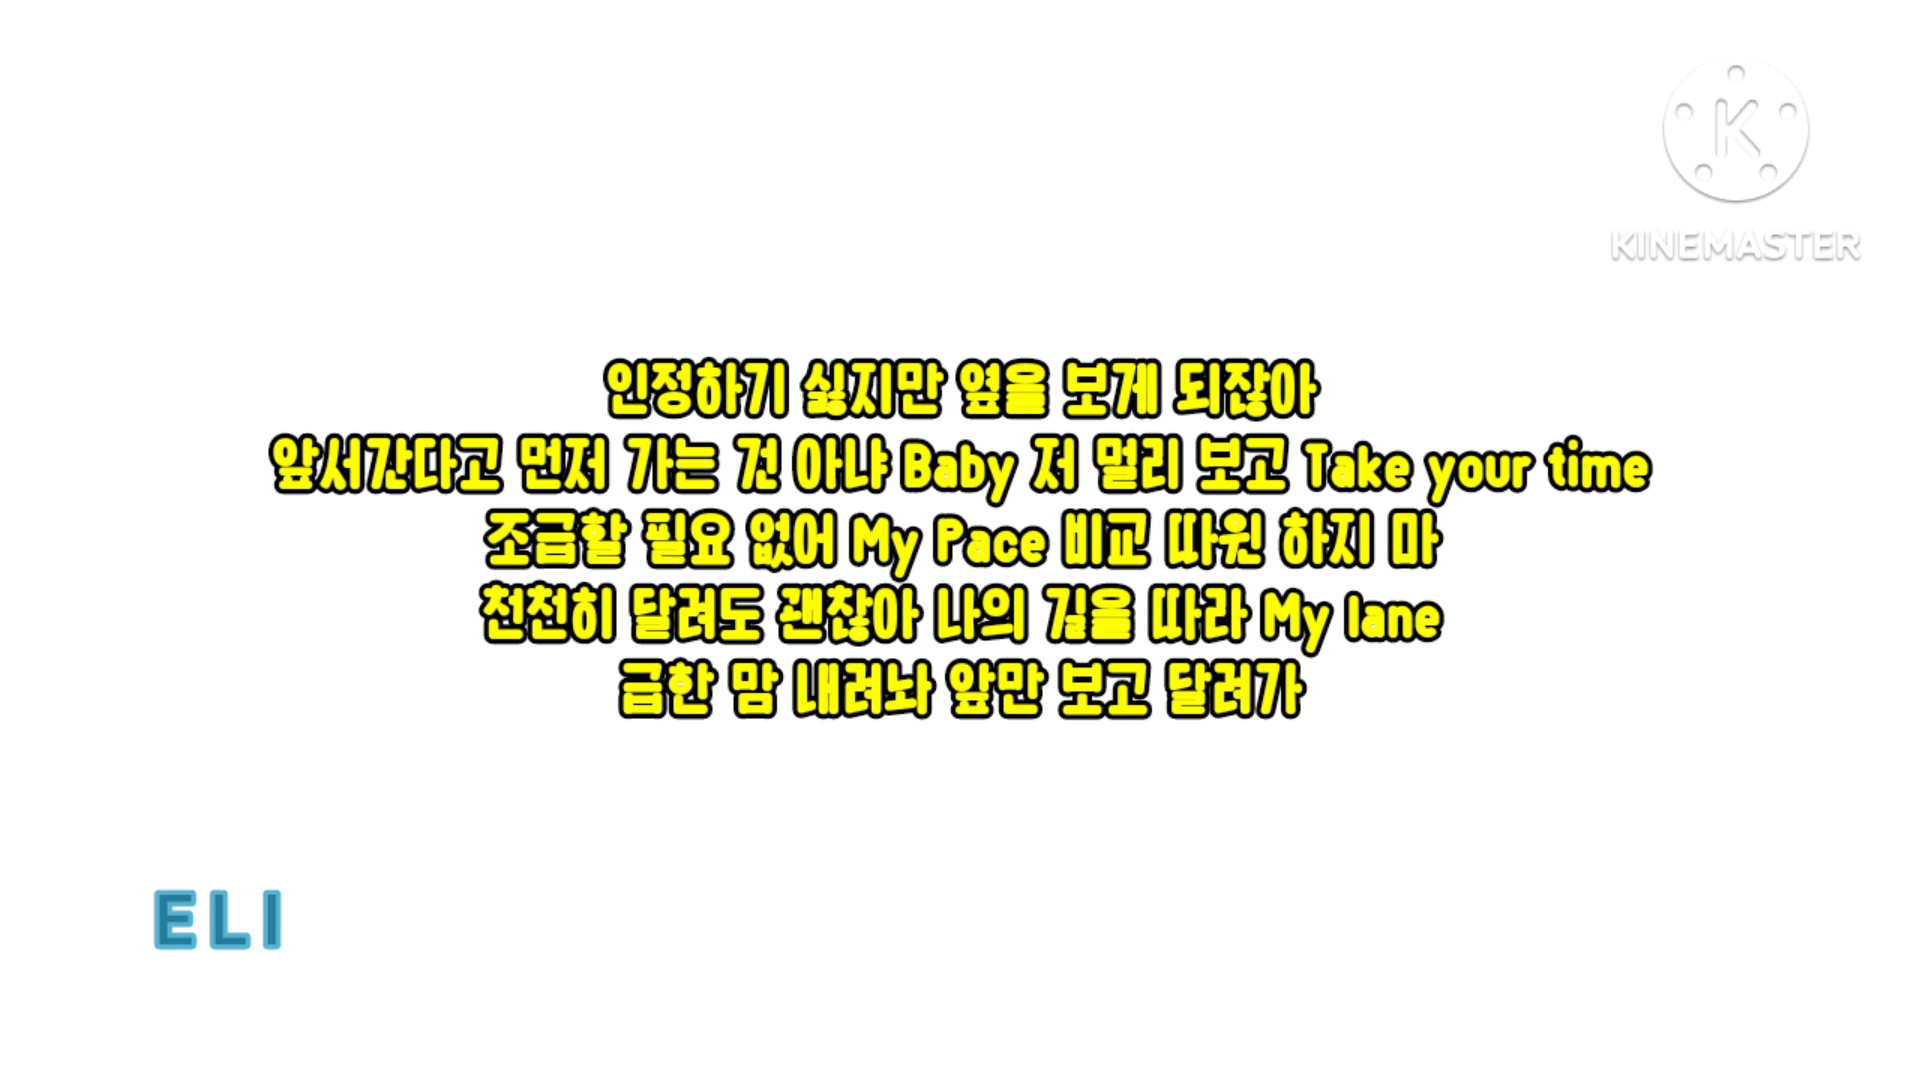 KINEMASTER
인정하기 싫지만 옆을 보게 되잖아
앞서간다고 먼저 가는 건 아냐 Baby 저 멀리 보고 Take your time
조급할 필요 없어 My Pace 비교 따윈 하지 마
천천히 달려도 괜찮아 나의 길을 따라 My lane
급한 맘 내려놔 앞만 보고 달려가
ELI